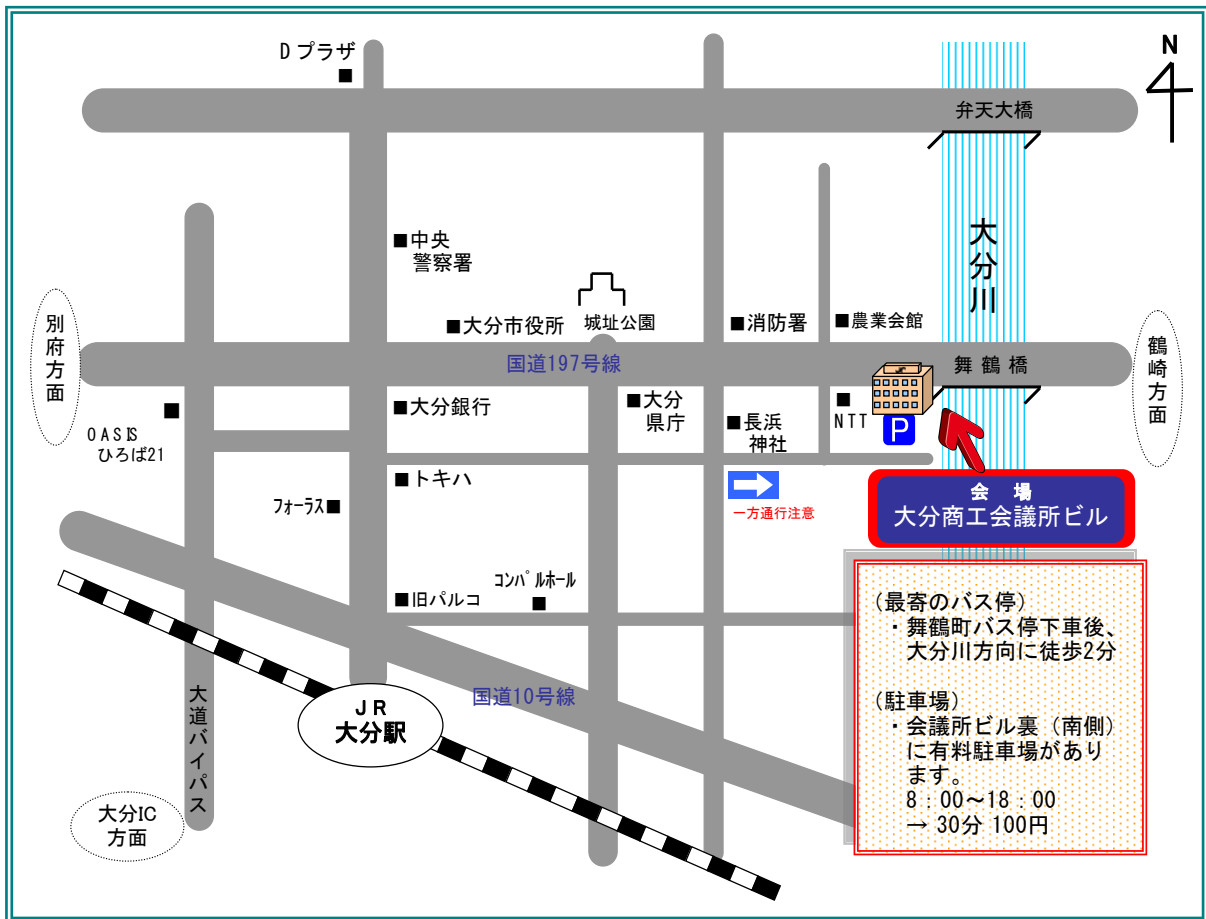 Ｄプラザ
N
弁天大橋
■中央
警察署
大分川
別府方面
■大分市役所
城址公園
■消防署
■農業会館
鶴崎方面
国道197号線
舞鶴橋
OASIS
ひろば21
■大分銀行
■大分
県庁
■長浜
神社
NTT
P
■トキハ
フォーラス■
一方通行注意
会　場
大分商工会議所ビル
コンパルホール
■旧パルコ
（最寄のバス停）
・舞鶴町バス停下車後、
大分川方向に徒歩2分
国道10号線
大道バイパス
ＪＲ
大分駅
（駐車場）
・会議所ビル裏（南側）
に有料駐車場があり
ます。
8：00～18：00
→ 30分 100円
大分IC
方面